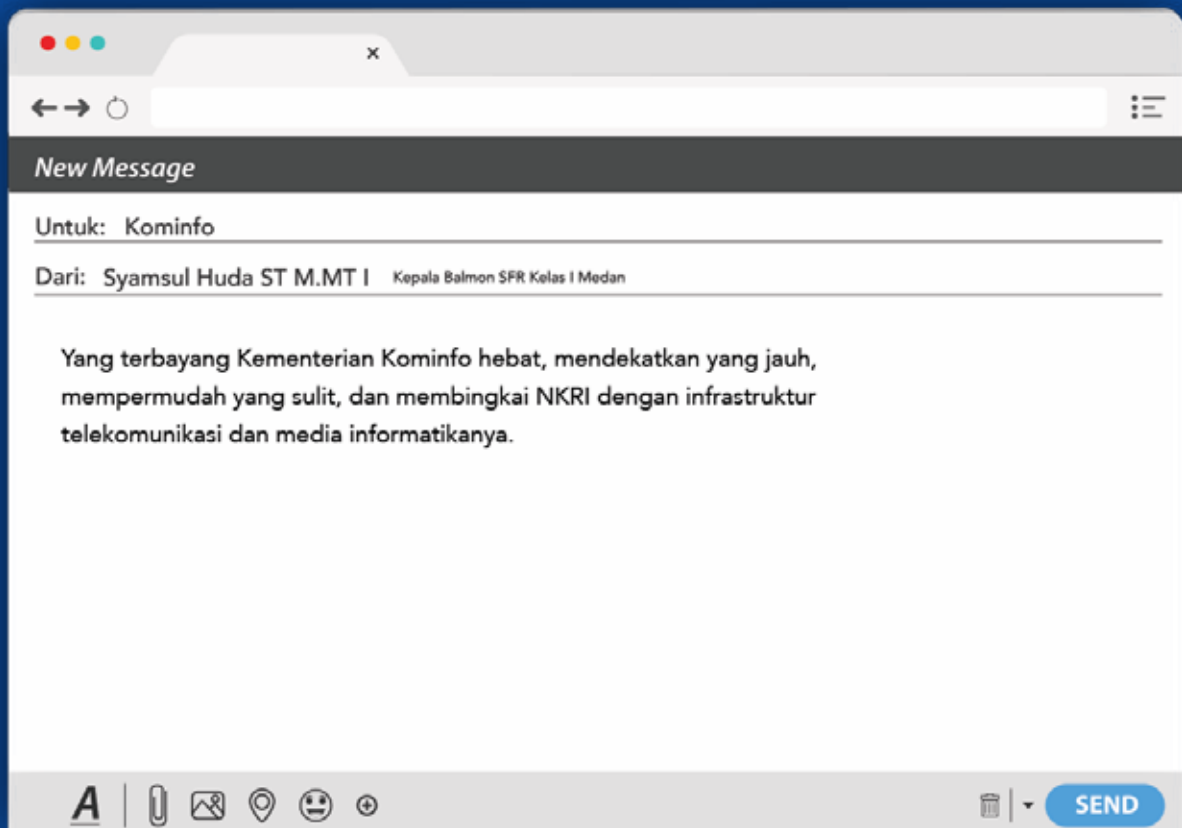 New Message
Untuk: Kominfo
Dari: Syamsul Huda ST M.MT I Kepala Balmon SFR Kelas I Medan
Yang terbayang Kementerian Kominfo hebat, mendekatkan yang jauh,
mempermudah yang sulit, dan membingkai NKRI dengan infrastruktur
telekomunikasi dan media informatikanya.
A
SEND